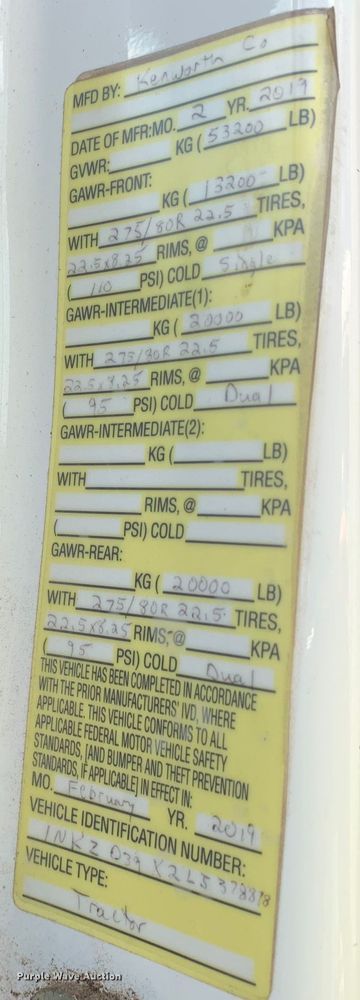 MFD BY: Kenworth Co
DATE OF MFR:MO. 2 YR. 2019
GVWR: KG ( 53200 LB)
GAWR-FRONT:
KG ( 13200 LB)
WITH 275/80R 22.5 TIRES,
22.5x8.25 RIMS, @ KPA
( 110 PSI) COLD Single
GAWR-INTERMEDIATE(1):
KG ( 20000 LB)
WITH 275/80R 22.5 TIRES,
22.5x8.25 RIMS, @ KPA
( 95 PSI) COLD Dual
GAWR-INTERMEDIATE(2):
KG ( LB)
WITH TIRES,
RIMS, @ KPA
( PSI) COLD
GAWR-REAR:
KG ( 20000 LB)
WITH 275/80R 22.5 TIRES,
22.5x8.25 RIMS, @ KPA
( 95 PSI) COLD Dual
THIS VEHICLE HAS BEEN COMPLETED IN ACCORDANCE
WITH THE PRIOR MANUFACTURERS' IVD, WHERE
APPLICABLE. THIS VEHICLE CONFORMS TO ALL
APPLICABLE FEDERAL MOTOR VEHICLE SAFETY
STANDARDS, [AND BUMPER AND THEFT PREVENTION
STANDARDS, IF APPLICABLE] IN EFFECT IN:
MO. February YR. 2019
VEHICLE IDENTIFICATION NUMBER:
VEHICLE TYPE:
Tractor
Purple Wave Auction